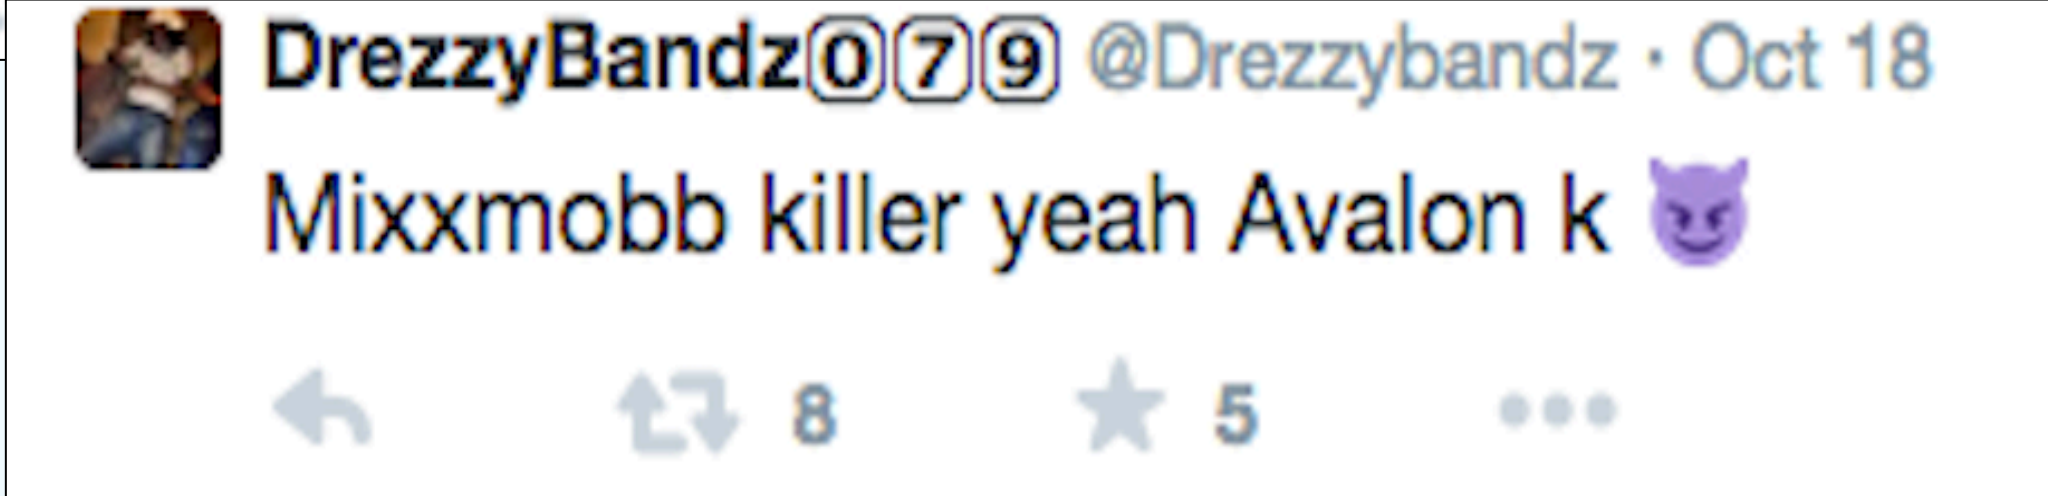 DrezzyBandz079 @Drezzybandz · Oct 18
Mixxmobb killer yeah Avalon k 😈
8 5